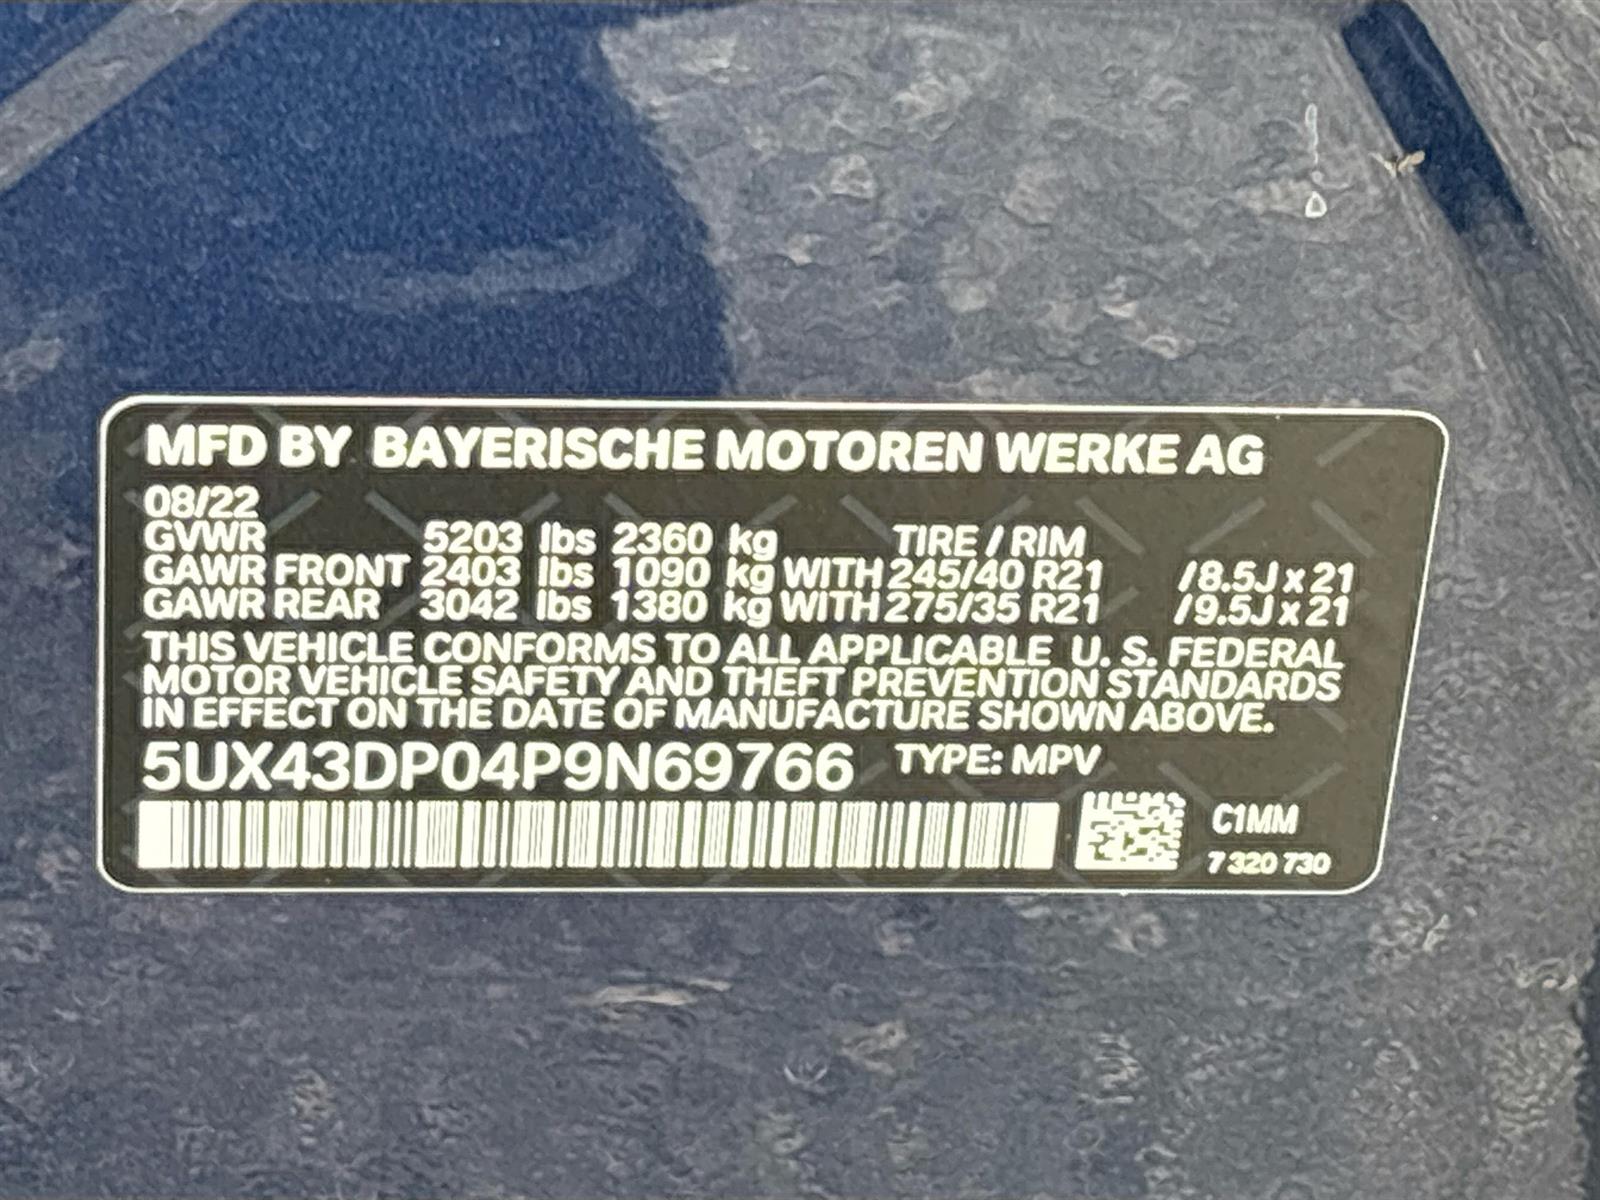 MFD BY BAYERISCHE MOTOREN WERKE AG
08/22
GVWR 5203 lbs 2360 kg TIRE / RIM
GAWR FRONT 2403 lbs 1090 kg WITH 245/40 R21 /8.5J x 21
GAWR REAR 3042 lbs 1380 kg WITH 275/35 R21 /9.5J x 21
THIS VEHICLE CONFORMS TO ALL APPLICABLE U. S. FEDERAL
MOTOR VEHICLE SAFETY AND THEFT PREVENTION STANDARDS
IN EFFECT ON THE DATE OF MANUFACTURE SHOWN ABOVE.
5UX43DP04P9N69766 TYPE: MPV
C1MM
7 320 730